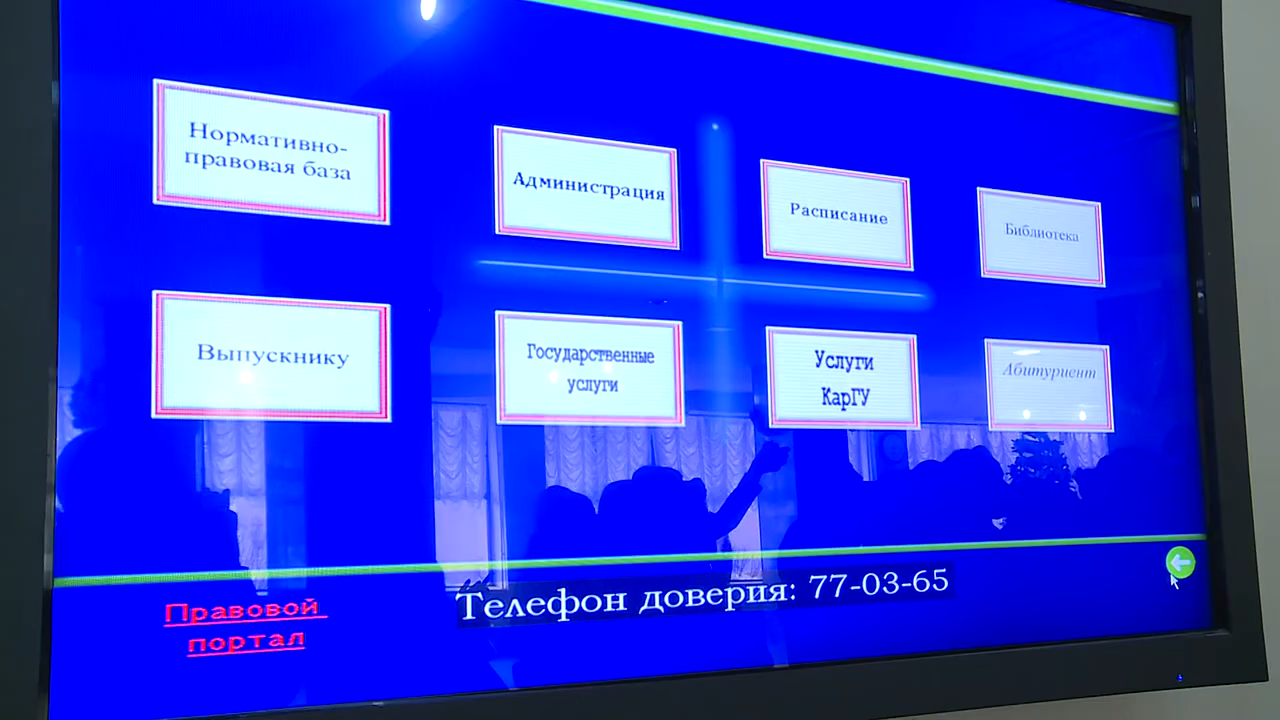 Нормативно-
правовая база
Администрация
Расписание
Библиотека
Выпускнику
Государственные
услуги
Услуги
КарГУ
Абитуриент
Телефон доверия: 77-03-65
Правовой
портал